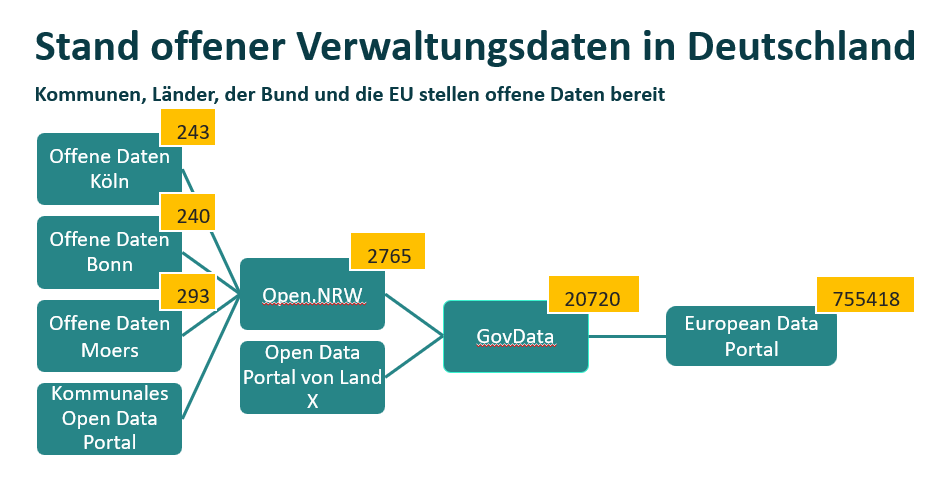 Stand offener Verwaltungsdaten in Deutschland
Kommunen, Länder, der Bund und die EU stellen offene Daten bereit
243
Offene Daten
Köln
240
Offene Daten
Bonn
293
Offene Daten
Moers
Kommunales
Open Data
Portal
2765
Open.NRW
Open Data
Portal von Land
X
20720
GovData
755418
European Data
Portal